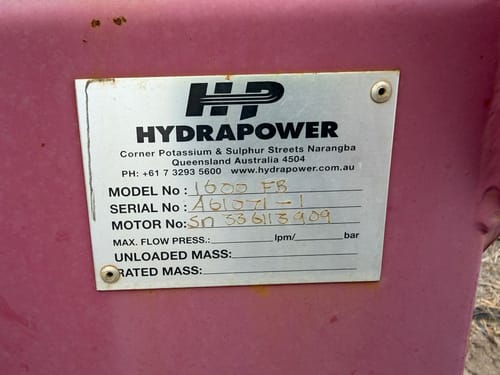 HP
HYDRAPOWER
Corner Potassium & Sulphur Streets Narangba
Queensland Australia 4504
PH: +61 7 3293 5600 www.hydrapower.com.au
MODEL No : 1600 FB
SERIAL No : A61071-1
MOTOR No: Sn 336113909
MAX. FLOW PRESS.: lpm/ bar
UNLOADED MASS:
RATED MASS: